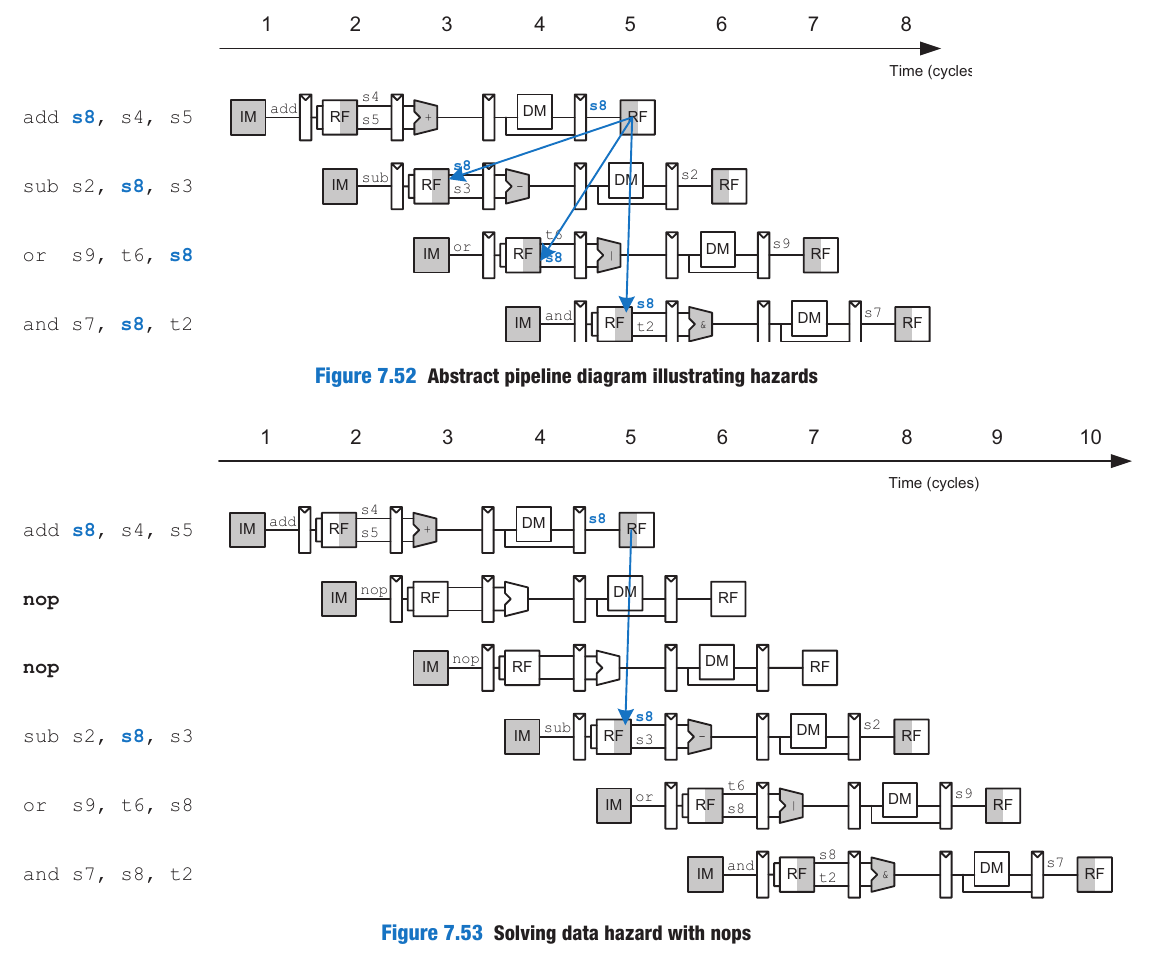 1 2 3 4 5 6 7 8
Time (cycles
add s8, s4, s5 IM add RF s4 s5 + DM s8 RF
sub s2, s8, s3 IM sub RF s8 s3 - DM s2 RF
or s9, t6, s8 IM or RF t6 s8 | DM s9 RF
and s7, s8, t2 IM and RF s8 t2 & DM s7 RF
Figure 7.52 Abstract pipeline diagram illustrating hazards
1 2 3 4 5 6 7 8 9 10
Time (cycles)
add s8, s4, s5 IM add RF s4 s5 + DM s8 RF
nop IM nop RF DM RF
nop IM nop RF DM RF
sub s2, s8, s3 IM sub RF s8 s3 - DM s2 RF
or s9, t6, s8 IM or RF t6 s8 | DM s9 RF
and s7, s8, t2 IM and RF s8 t2 & DM s7 RF
Figure 7.53 Solving data hazard with nops